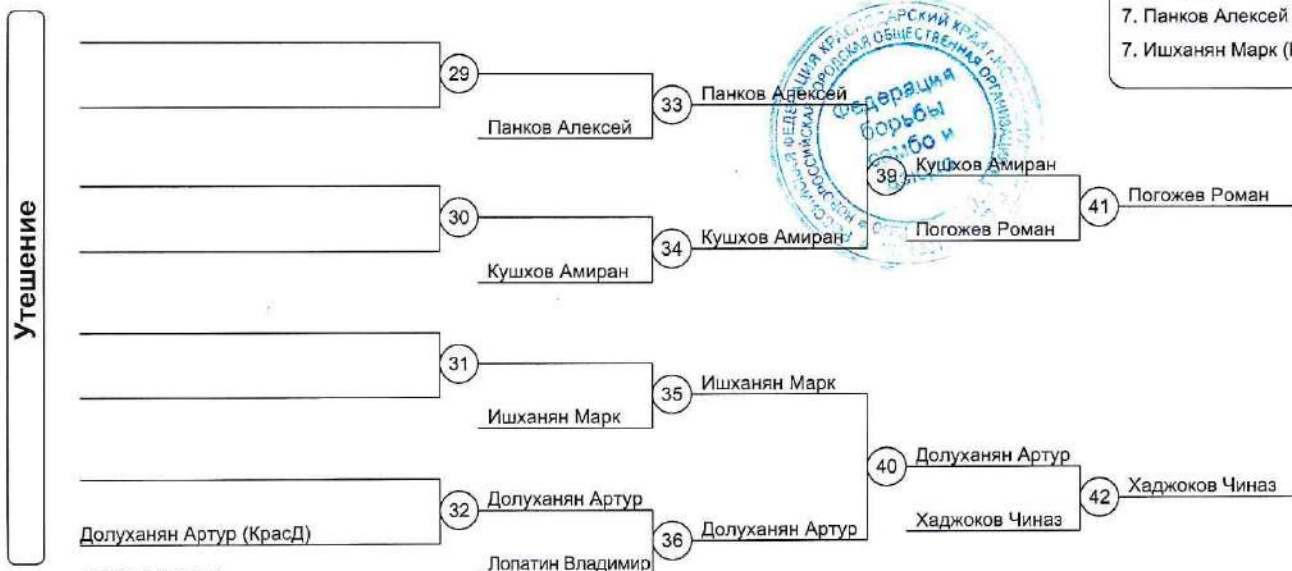 7. Панков Алексей
7. Ишханян Марк (
Утешение
29
Панков Алексей
33
Панков Алексей
30
Кушхов Амиран
34
Кушхов Амиран
39
Кушхов Амиран
Погожев Роман
41
Погожев Роман
31
Ишханян Марк
35
Ишханян Марк
Долуханян Артур (КрасД)
32
Долуханян Артур
Лопатин Владимир
36
Долуханян Артур
40
Долуханян Артур
Хаджоков Чиназ
42
Хаджоков Чиназ
Федерация
борьбы
самбо и